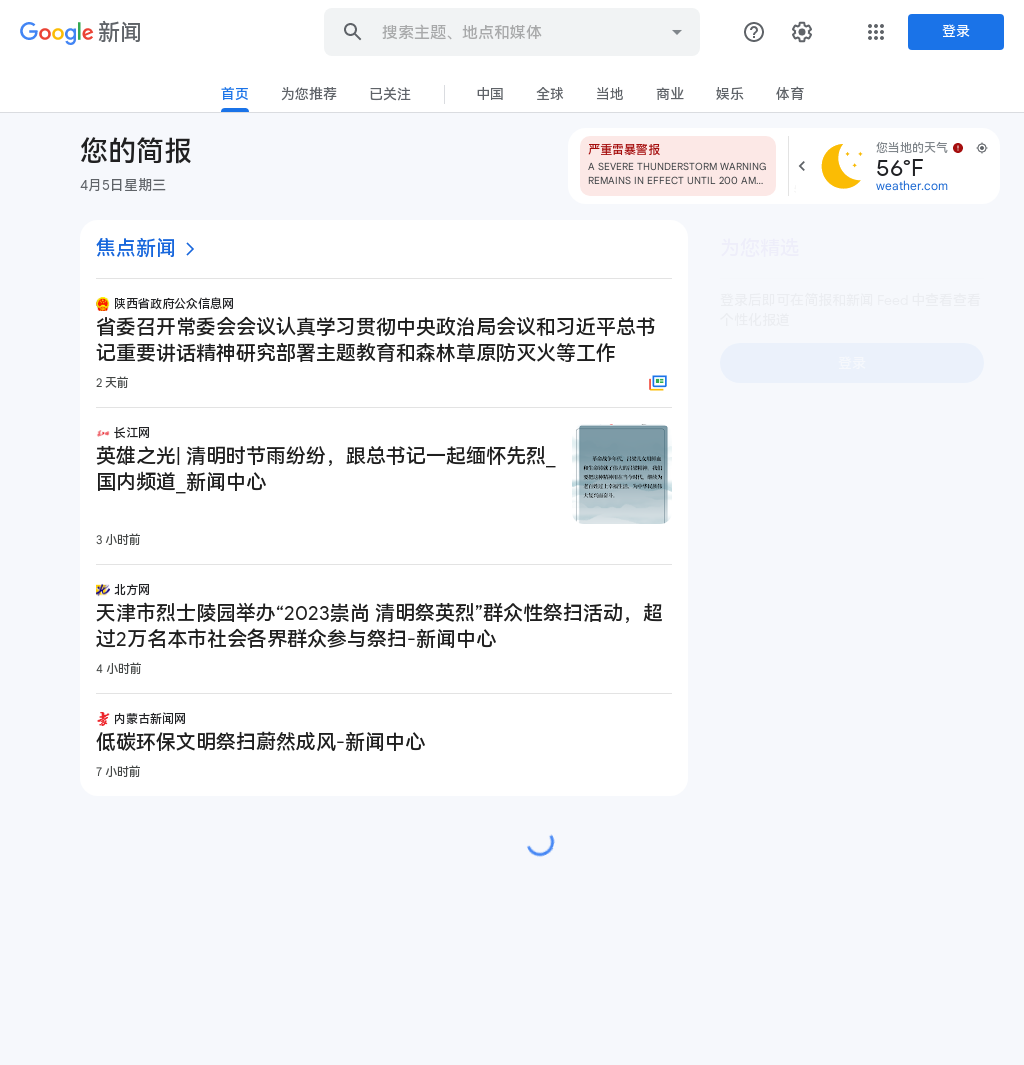 Google 新闻
搜索主题、地点和媒体
登录
首页
为您推荐
已关注
中国
全球
当地
商业
娱乐
体育
您的简报
4月5日星期三
严重雷暴警报
A SEVERE THUNDERSTORM WARNING
REMAINS IN EFFECT UNTIL 200 AM...
您当地的天气
56°F
weather.com
焦点新闻
为您精选
登录后即可在简报和新闻 Feed 中查看查看
个性化报道
登录
陕西省政府公众信息网
省委召开常委会会议认真学习贯彻中央政治局会议和习近平总书
记重要讲话精神研究部署主题教育和森林草原防灭火等工作
2 天前
长江网
英雄之光| 清明时节雨纷纷，跟总书记一起缅怀先烈_
国内频道_新闻中心
3 小时前
北方网
天津市烈士陵园举办“2023崇尚 清明祭英烈”群众性祭扫活动，超
过2万名本市社会各界群众参与祭扫-新闻中心
4 小时前
内蒙古新闻网
低碳环保文明祭扫蔚然成风-新闻中心
7 小时前